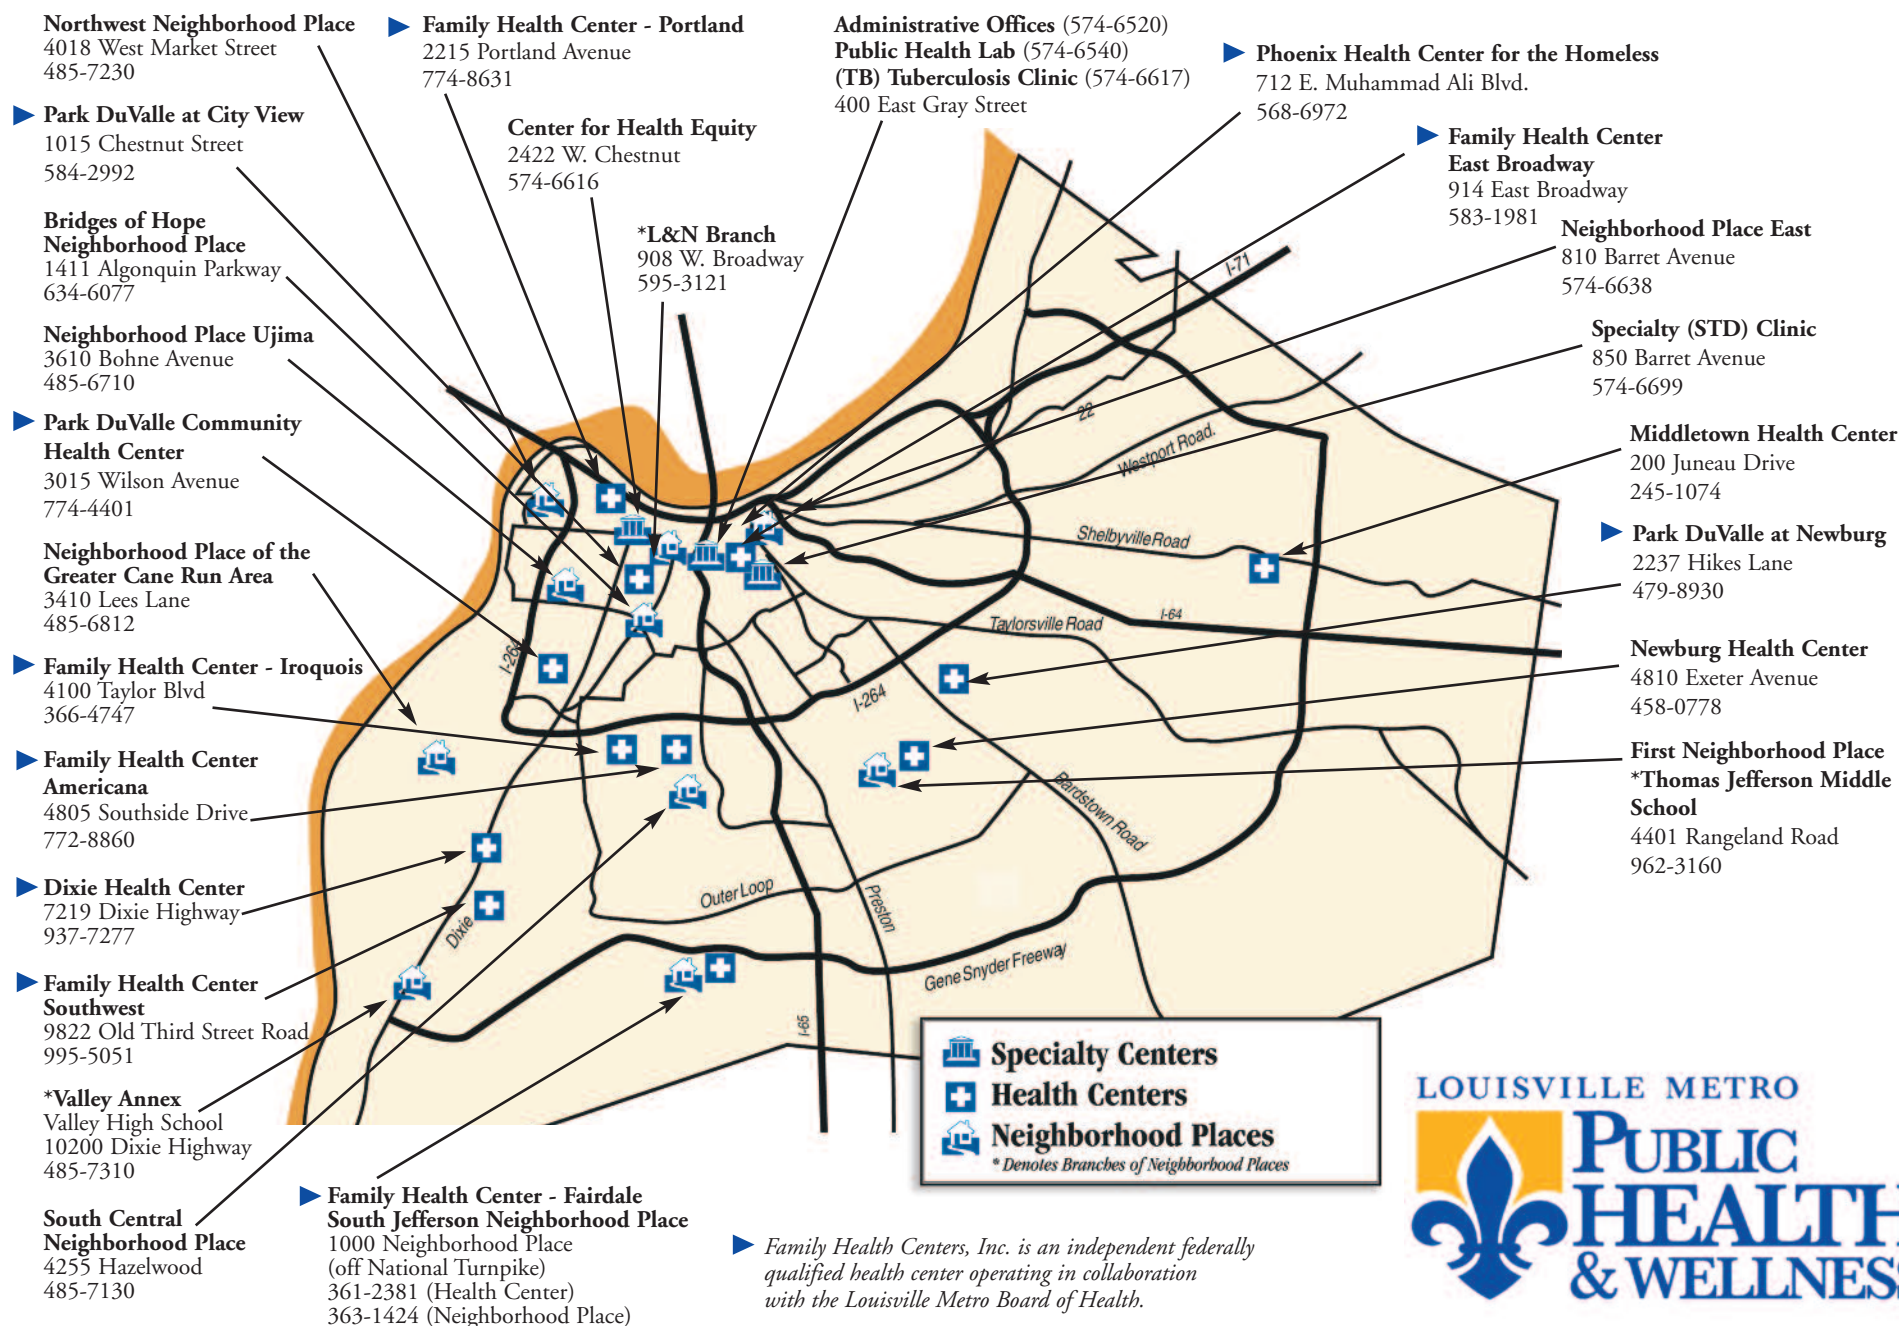 Northwest Neighborhood Place
4018 West Market Street
485-7230
Park DuValle at City View
1015 Chestnut Street
584-2992
Bridges of Hope
Neighborhood Place
1411 Algonquin Parkway
634-6077
Neighborhood Place Ujima
3610 Bohne Avenue
485-6710
Park DuValle Community
Health Center
3015 Wilson Avenue
774-4401
Neighborhood Place of the
Greater Cane Run Area
3410 Lees Lane
485-6812
Family Health Center - Iroquois
4100 Taylor Blvd
366-4747
Family Health Center
Americana
4805 Southside Drive
772-8860
Dixie Health Center
7219 Dixie Highway
937-7277
Family Health Center
Southwest
9822 Old Third Street Road
995-5051
*Valley Annex
Valley High School
10200 Dixie Highway
485-7310
South Central
Neighborhood Place
4255 Hazelwood
485-7130
Family Health Center - Portland
2215 Portland Avenue
774-8631
Center for Health Equity
2422 W. Chestnut
574-6616
*L&N Branch
908 W. Broadway
595-3121
Administrative Offices (574-6520)
Public Health Lab (574-6540)
(TB) Tuberculosis Clinic (574-6617)
400 East Gray Street
Phoenix Health Center for the Homeless
712 E. Muhammad Ali Blvd.
568-6972
Family Health Center
East Broadway
914 East Broadway
583-1981
Neighborhood Place East
810 Barret Avenue
574-6638
Specialty (STD) Clinic
850 Barret Avenue
574-6699
Middletown Health Center
200 Juneau Drive
245-1074
Park DuValle at Newburg
2237 Hikes Lane
479-8930
Newburg Health Center
4810 Exeter Avenue
458-0778
First Neighborhood Place
*Thomas Jefferson Middle
School
4401 Rangeland Road
962-3160
I-71
22
Westport Road.
Shelbyville Road
I-64
Taylorsville Road
I-264
I-264
Bardstown Road
Outer Loop
Preston
Dixie
Gene Snyder Freeway
I-65
Family Health Center - Fairdale
South Jefferson Neighborhood Place
1000 Neighborhood Place
(off National Turnpike)
361-2381 (Health Center)
363-1424 (Neighborhood Place)
Specialty Centers
Health Centers
Neighborhood Places
* Denotes Branches of Neighborhood Places
Family Health Centers, Inc. is an independent federally
qualified health center operating in collaboration
with the Louisville Metro Board of Health.
LOUISVILLE METRO
PUBLIC
HEALTH
& WELLNESS